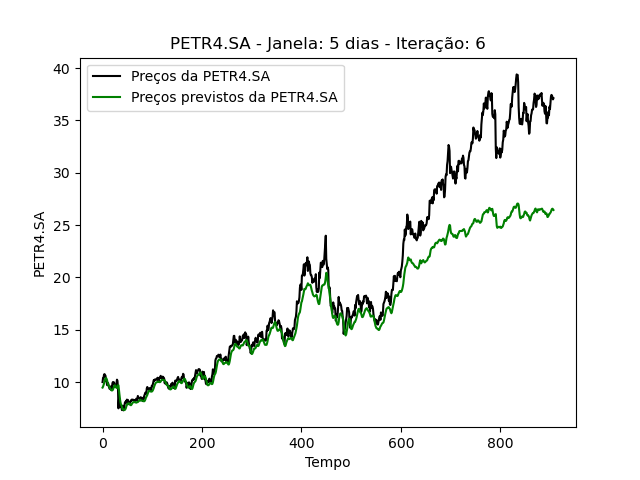 PETR4.SA - Janela: 5 dias - Iteração: 6
Preços da PETR4.SA
Preços previstos da PETR4.SA
40
35
30
25
20
15
10
PETR4.SA
0 200 400 600 800
Tempo